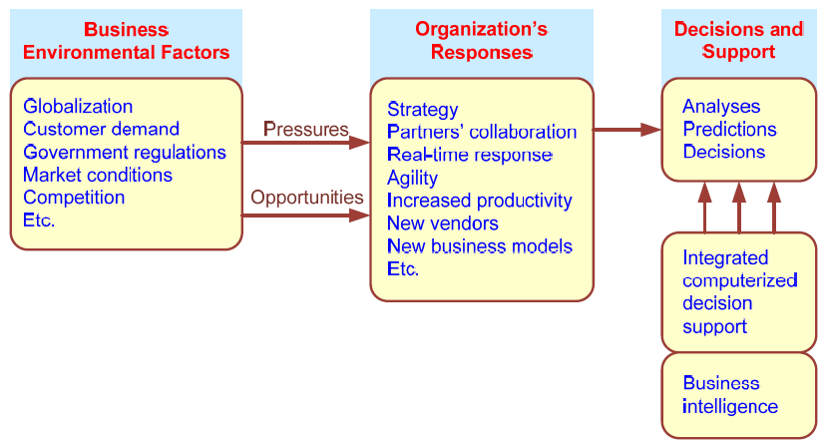 Business
Environmental Factors
Globalization
Customer demand
Government regulations
Market conditions
Competition
Etc.
Pressures
Opportunities
Organization's
Responses
Strategy
Partners' collaboration
Real-time response
Agility
Increased productivity
New vendors
New business models
Etc.
Decisions and
Support
Analyses
Predictions
Decisions
Integrated
computerized
decision
support
Business
intelligence